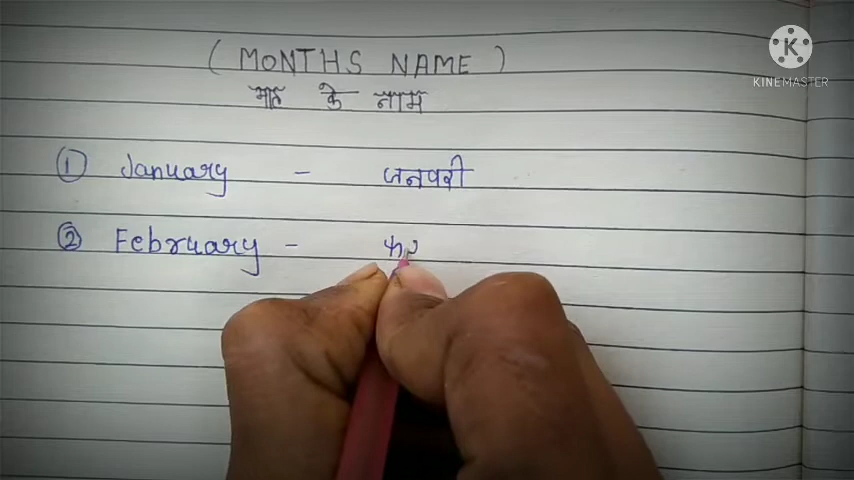 ( MONTHS NAME )
माह के नाम
① January - जनवरी
② February - फ
KINEMASTER